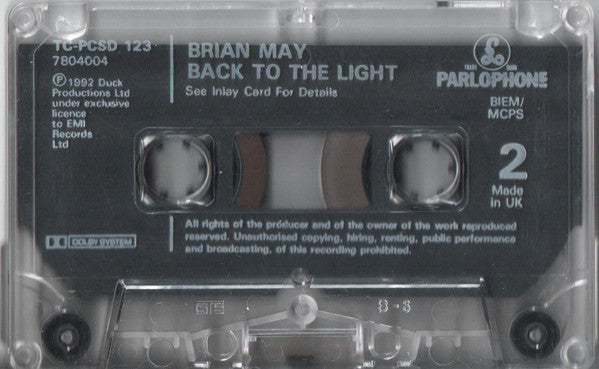 TC-PCSD 123
7804004
Ⓟ1992 Duck
Productions Ltd
under exclusive
licence
to EMI
Records
Ltd
DOLBY SYSTEM
BRIAN MAY
BACK TO THE LIGHT
See Inlay Card For Details
All rights of the producer and of the owner of the work reproduced
reserved. Unauthorised copying, hiring, renting, public performance
and broadcasting, of this recording prohibited.
PARLOPHONE
BIEM/
MCPS
2
Made
in UK